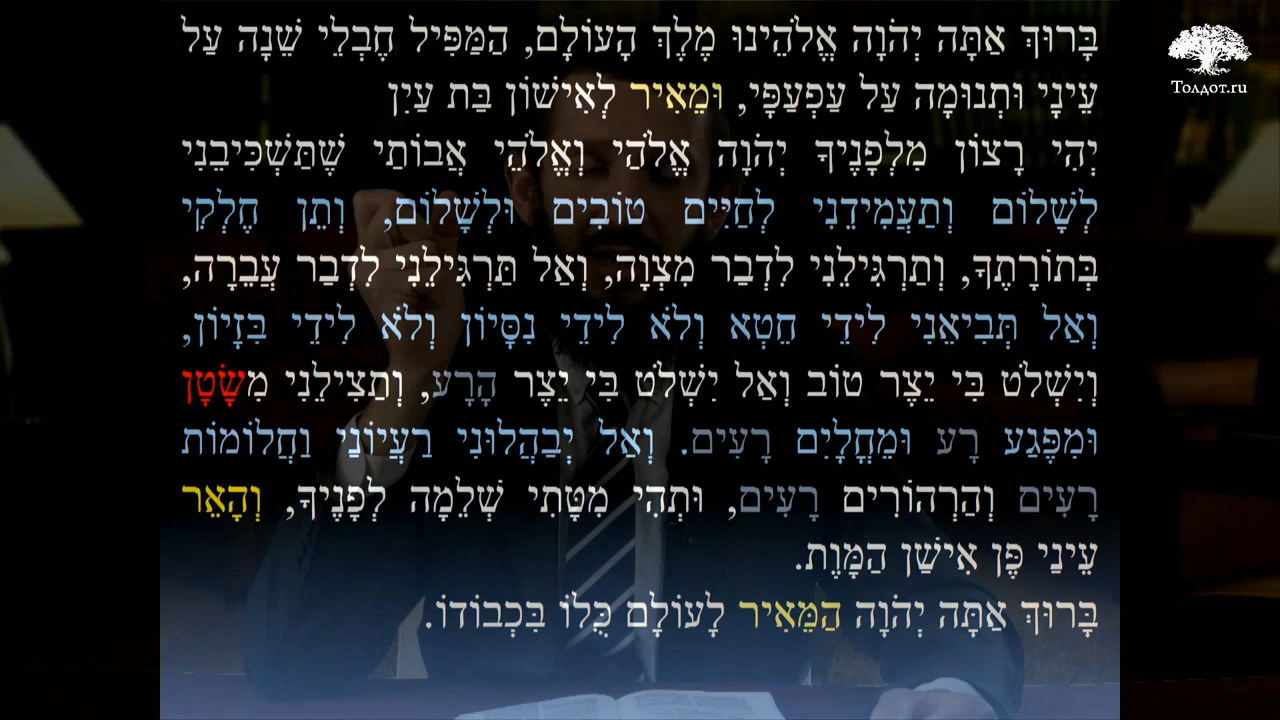 בָּרוּךְ אַתָּה יְהֹוָה אֱלֹהֵינוּ מֶלֶךְ הָעוֹלָם, הַמַּפִּיל חֶבְלֵי שֵׁנָה עַל
עֵינָי וּתְנוּמָה עַל עַפְעַפָּי, וּמֵאִיר לְאִישׁוֹן בַּת עַיִן
יְהִי רָצוֹן מִלְּפָנֶיךָ יְהֹוָה אֱלֹהַי וְאֱלֹהֵי אֲבוֹתַי שֶׁתַּשְׁכִּיבֵנִי
לְשָׁלוֹם וְתַעֲמִידֵנִי לְחַיִּים טוֹבִים וּלְשָׁלוֹם, וְתֵן חֶלְקִי
בְּתוֹרָתֶךָ, וְתַרְגִּילֵנִי לִדְבַר מִצְוָה, וְאַל תַּרְגִּילֵנִי לִדְבַר עֲבֵרָה,
וְאַל תְּבִיאֵנִי לִידֵי חֵטְא וְלֹא לִידֵי נִסָּיוֹן וְלֹא לִידֵי בִּזָּיוֹן,
וְיִשְׁלֹט בִּי יֵצֶר טוֹב וְאַל יִשְׁלֹט בִּי יֵצֶר הָרָע, וְתַצִּילֵנִי מִשָּׂטָן
וּמִפֶּגַע רָע וּמֵחֳלָיִם רָעִים. וְאַל יְבַהֲלוּנִי רַעְיוֹנַי וַחֲלוֹמוֹת
רָעִים וְהַרְהוֹרִים רָעִים, וּתְהִי מִטָּתִי שְׁלֵמָה לְפָנֶיךָ, וְהָאֵר
עֵינַי פֶּן אִישַׁן הַמָּוֶת.
בָּרוּךְ אַתָּה יְהֹוָה הַמֵּאִיר לָעוֹלָם כֻּלּוֹ בִּכְבוֹדוֹ.
Толдот.ru